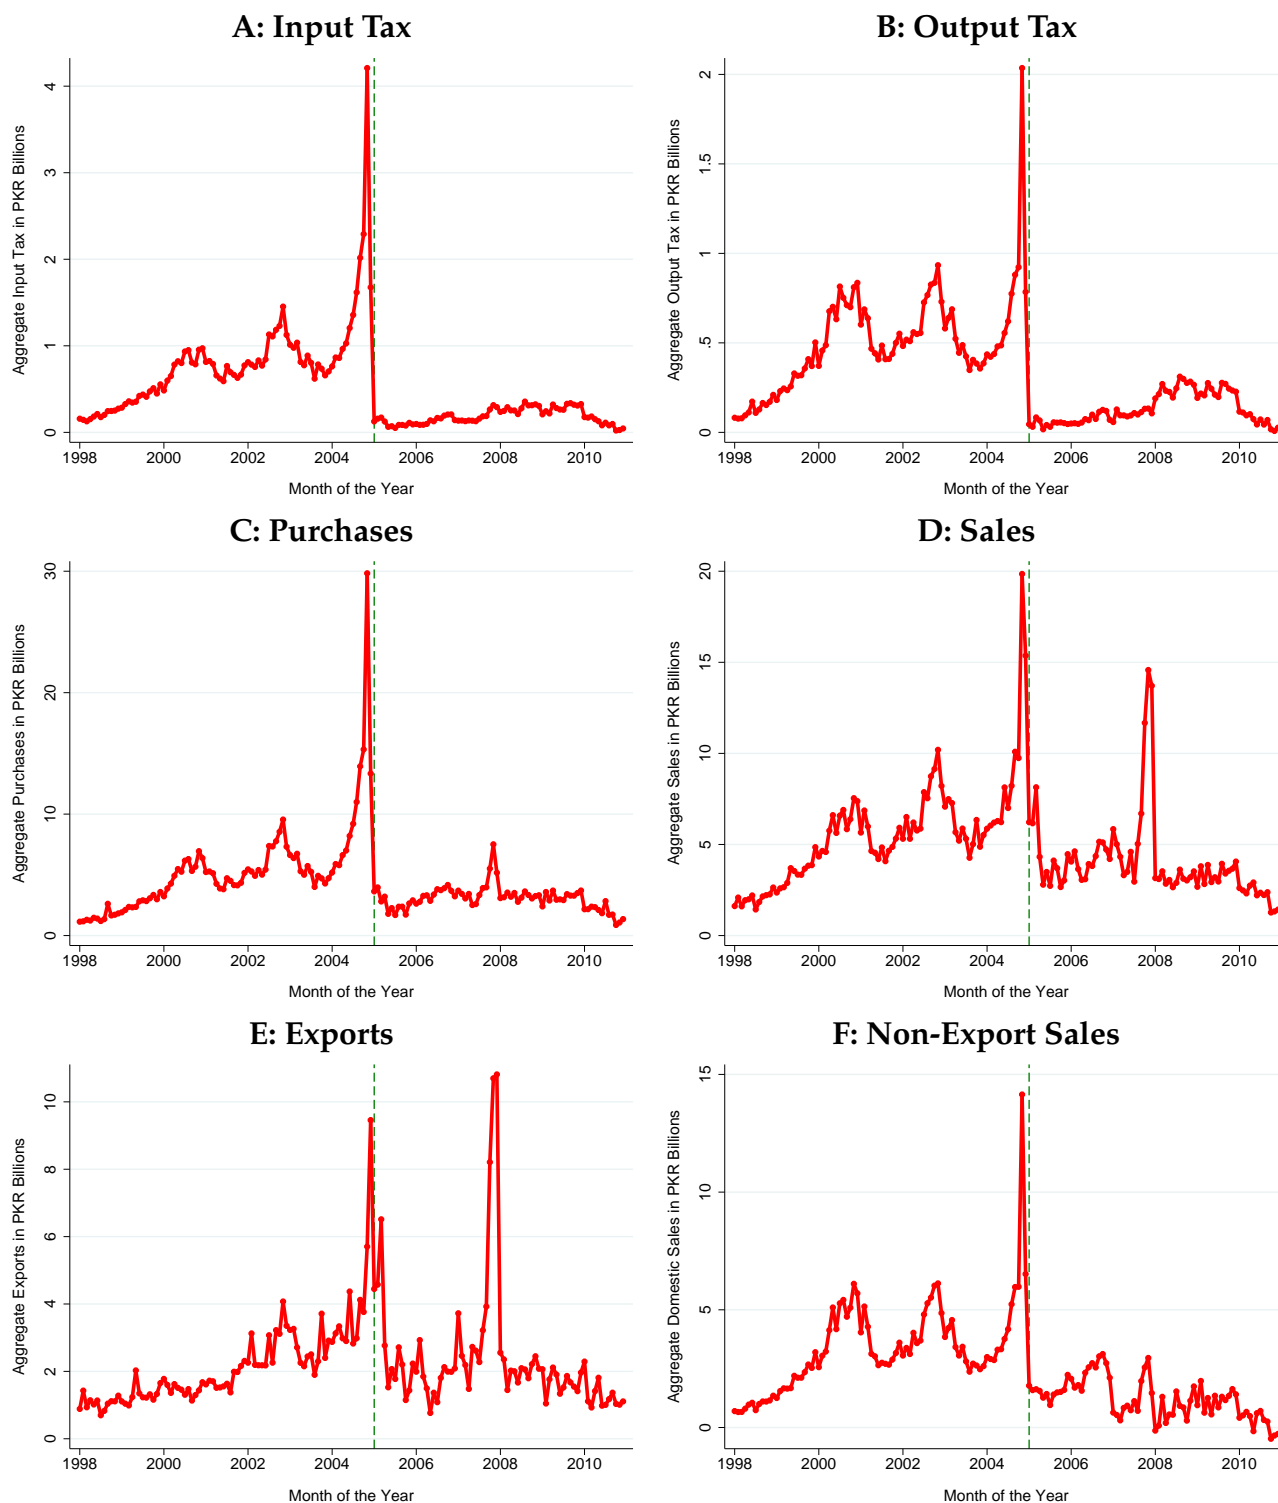 A: Input Tax
Aggregate Input Tax in PKR Billions
4
3
2
1
0
1998 2000 2002 2004 2006 2008 2010
Month of the Year
B: Output Tax
Aggregate Output Tax in PKR Billions
2
1.5
1
.5
0
1998 2000 2002 2004 2006 2008 2010
Month of the Year
C: Purchases
Aggregate Purchases in PKR Billions
30
20
10
0
1998 2000 2002 2004 2006 2008 2010
Month of the Year
D: Sales
Aggregate Sales in PKR Billions
20
15
10
5
0
1998 2000 2002 2004 2006 2008 2010
Month of the Year
E: Exports
Aggregate Exports in PKR Billions
10
8
6
4
2
0
1998 2000 2002 2004 2006 2008 2010
Month of the Year
F: Non-Export Sales
Aggregate Domestic Sales in PKR Billions
15
10
5
0
1998 2000 2002 2004 2006 2008 2010
Month of the Year